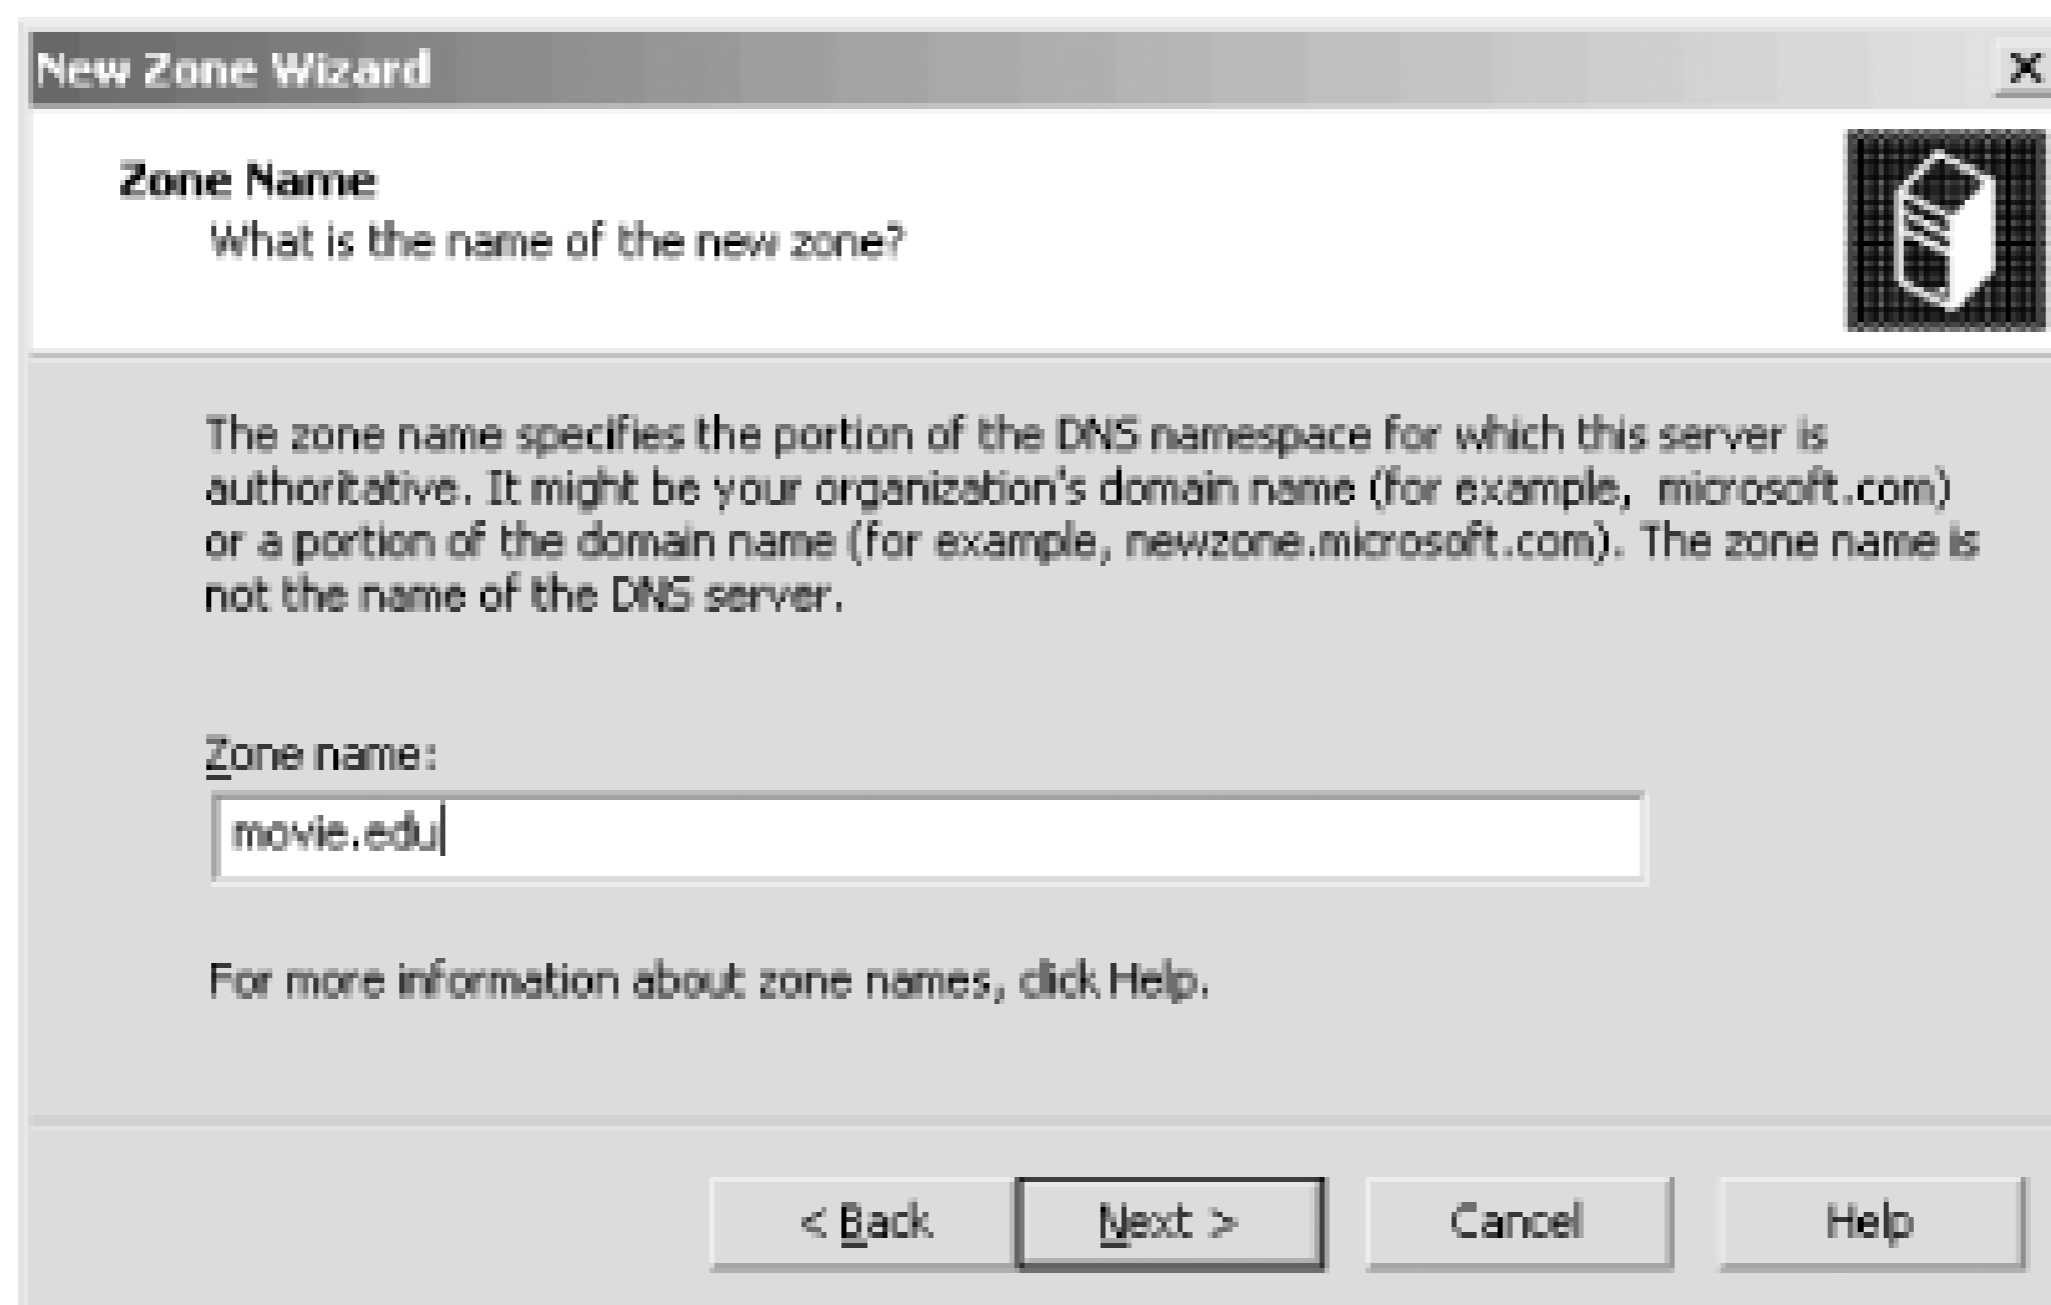 New Zone Wizard
Zone Name
What is the name of the new zone?
The zone name specifies the portion of the DNS namespace for which this server is
authoritative. It might be your organization's domain name (for example, microsoft.com)
or a portion of the domain name (for example, newzone.microsoft.com). The zone name is
not the name of the DNS server.
Zone name:
movie.edu
For more information about zone names, click Help.
< Back Next > Cancel Help